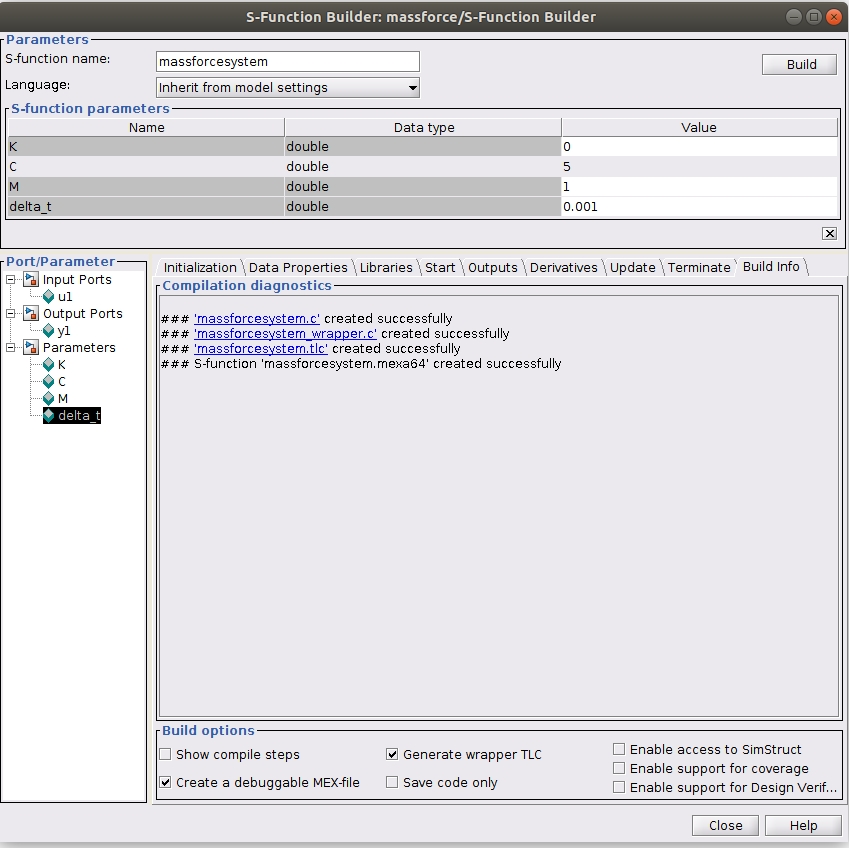 S-Function Builder: massforce/S-Function Builder
Parameters
S-function name: massforcesystem Build
Language: Inherit from model settings
S-function parameters
Name Data type Value
K double 0
C double 5
M double 1
delta_t double 0.001
Port/Parameter
Input Ports
u1
Output Ports
y1
Parameters
K
C
M
delta_t
Initialization Data Properties Libraries Start Outputs Derivatives Update Terminate Build Info
Compilation diagnostics
### 'massforcesystem.c' created successfully
### 'massforcesystem_wrapper.c' created successfully
### 'massforcesystem.tlc' created successfully
### S-function 'massforcesystem.mexa64' created successfully
Build options
Show compile steps Generate wrapper TLC Enable access to SimStruct
Enable support for coverage
Create a debuggable MEX-file Save code only Enable support for Design Verif...
Close Help